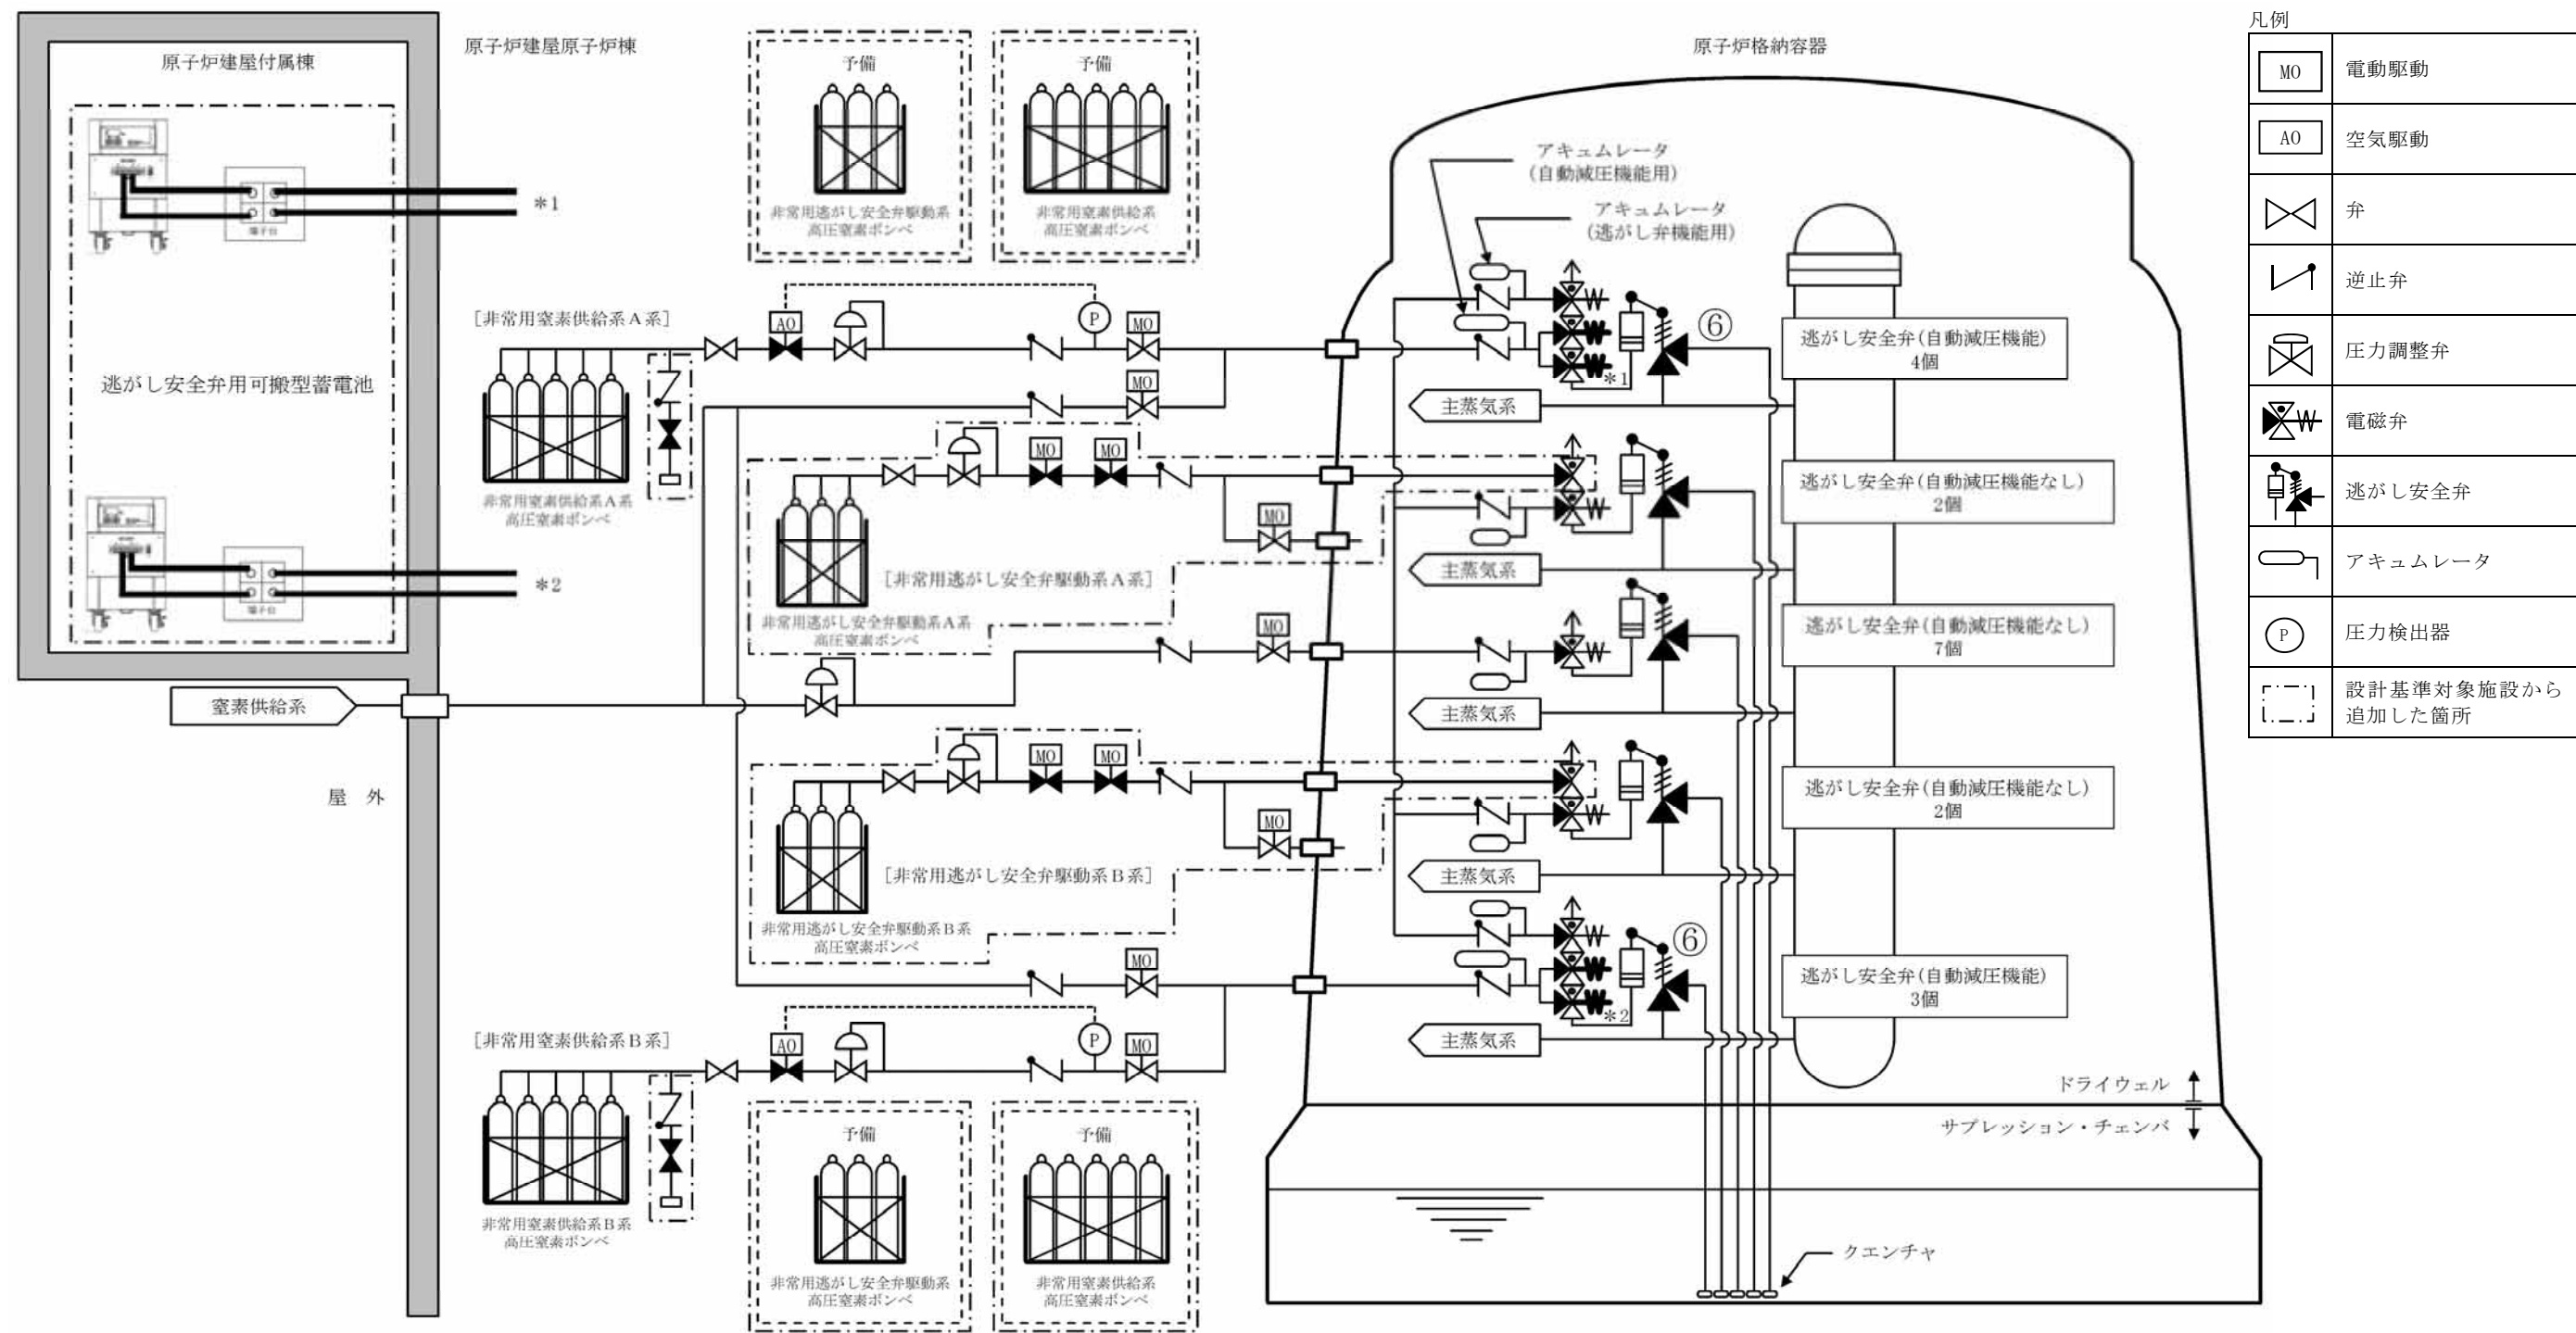 原子炉建屋付属棟
原子炉建屋原子炉棟
逃がし安全弁用可搬型蓄電池
端子台
*1
端子台
*2
窒素供給系
屋 外
予備
非常用逃がし安全弁駆動系
高圧窒素ボンベ
予備
非常用窒素供給系
高圧窒素ボンベ
[非常用窒素供給系A系]
AO
P
MO
MO
非常用窒素供給系A系
高圧窒素ボンベ
MO
MO
MO
[非常用逃がし安全弁駆動系A系]
非常用逃がし安全弁駆動系A系
高圧窒素ボンベ
MO
MO
MO
MO
[非常用逃がし安全弁駆動系B系]
非常用逃がし安全弁駆動系B系
高圧窒素ボンベ
MO
[非常用窒素供給系B系]
AO
P
MO
非常用窒素供給系B系
高圧窒素ボンベ
予備
非常用逃がし安全弁駆動系
高圧窒素ボンベ
予備
非常用窒素供給系
高圧窒素ボンベ
原子炉格納容器
アキュムレータ
(自動減圧機能用)
アキュムレータ
(逃がし弁機能用)
⑥
*1
逃がし安全弁(自動減圧機能)
4個
主蒸気系
逃がし安全弁(自動減圧機能なし)
2個
主蒸気系
逃がし安全弁(自動減圧機能なし)
7個
主蒸気系
逃がし安全弁(自動減圧機能なし)
2個
主蒸気系
⑥
*2
逃がし安全弁(自動減圧機能)
3個
主蒸気系
ドライウェル
サプレッション・チェンバ
クエンチャ
凡例
MO 電動駆動
AO 空気駆動
弁
逆止弁
圧力調整弁
電磁弁
逃がし安全弁
アキュムレータ
P 圧力検出器
設計基準対象施設から
追加した箇所